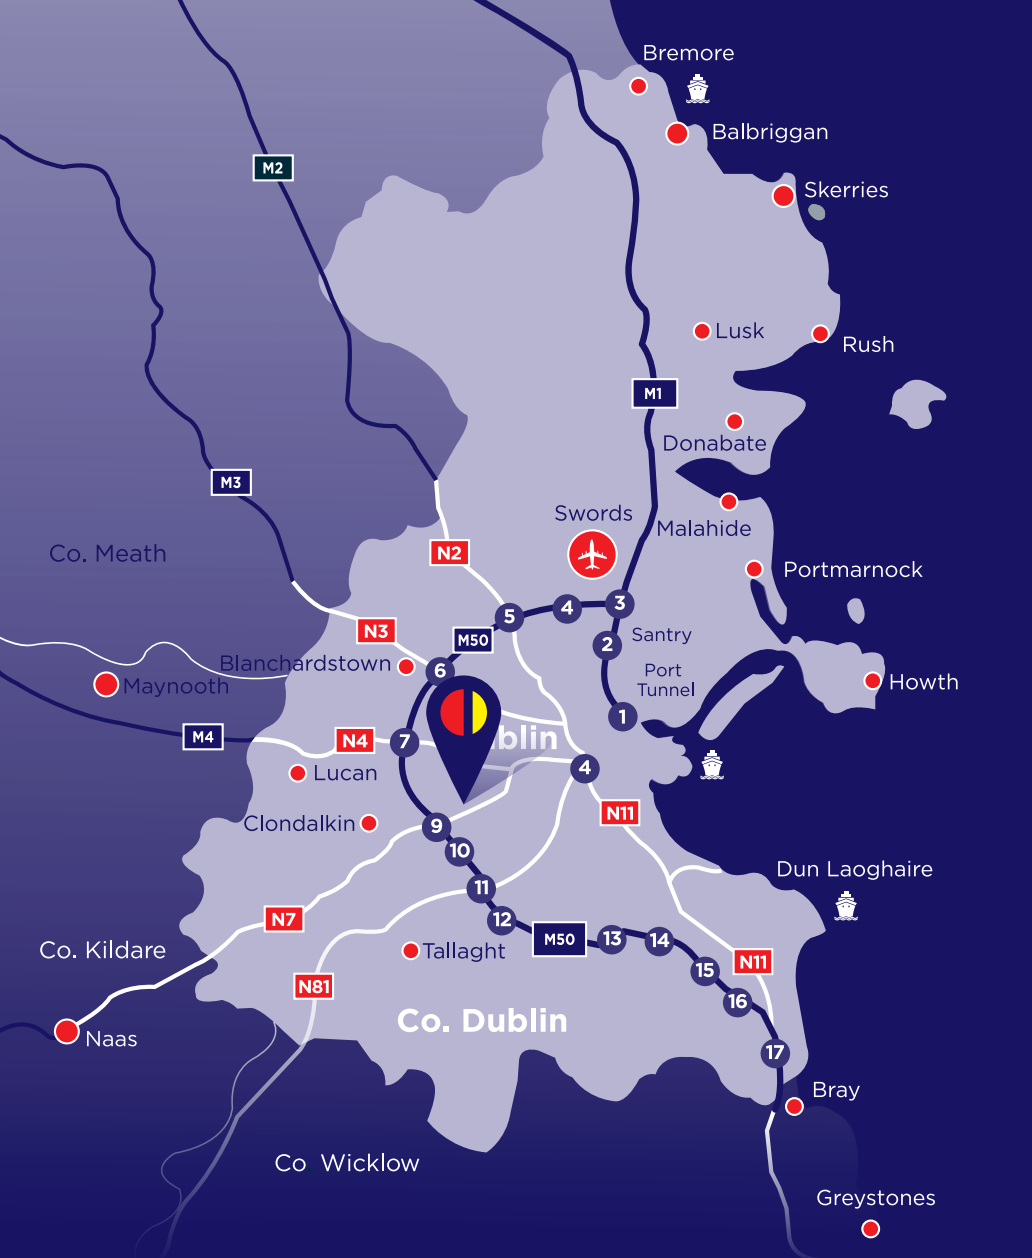 Bremore
Balbriggan
M2
Skerries
Lusk
Rush
M1
Donabate
M3
Swords
Malahide
Co. Meath
N2
Portmarnock
3
4
5
N3
M50
2
Santry
Blanchardstown
6
Port
Tunnel
Maynooth
Howth
1
M4
N4
7
blin
4
Lucan
N11
Clondalkin
9
10
Dun Laoghaire
11
N7
12
M50
13
14
Co. Kildare
Tallaght
N11
15
N81
16
Co. Dublin
Naas
17
Bray
Co. Wicklow
Greystones